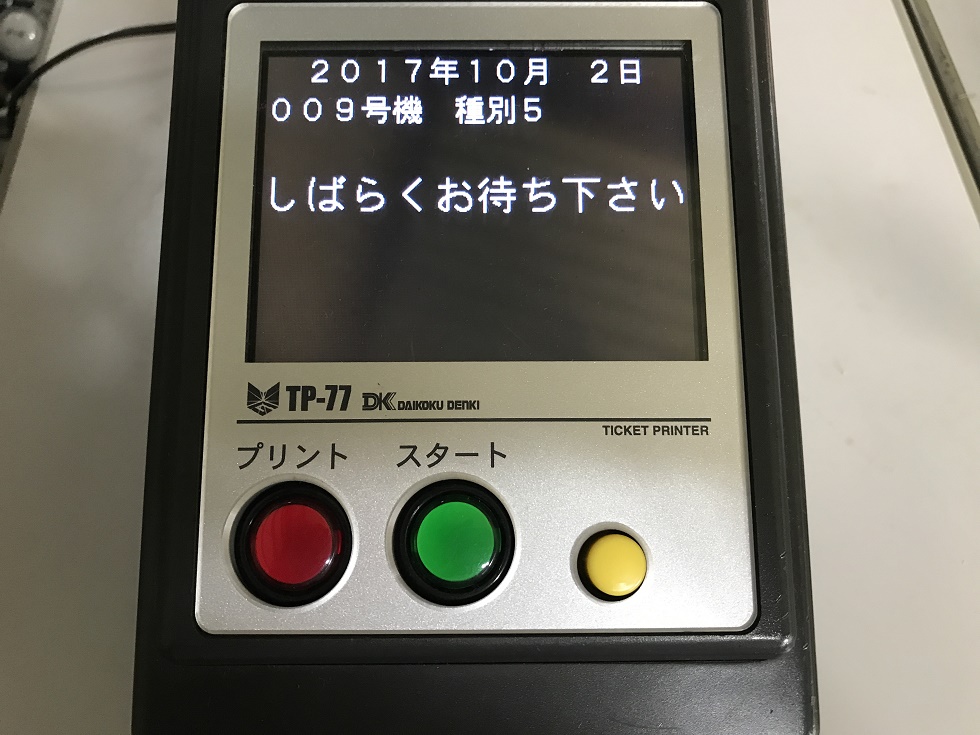 ２０１７年１０月　２日
００９号機　種別５
しばらくお待ち下さい
TP-77 DK DAIKOKU DENKI
TICKET PRINTER
プリント　スタート